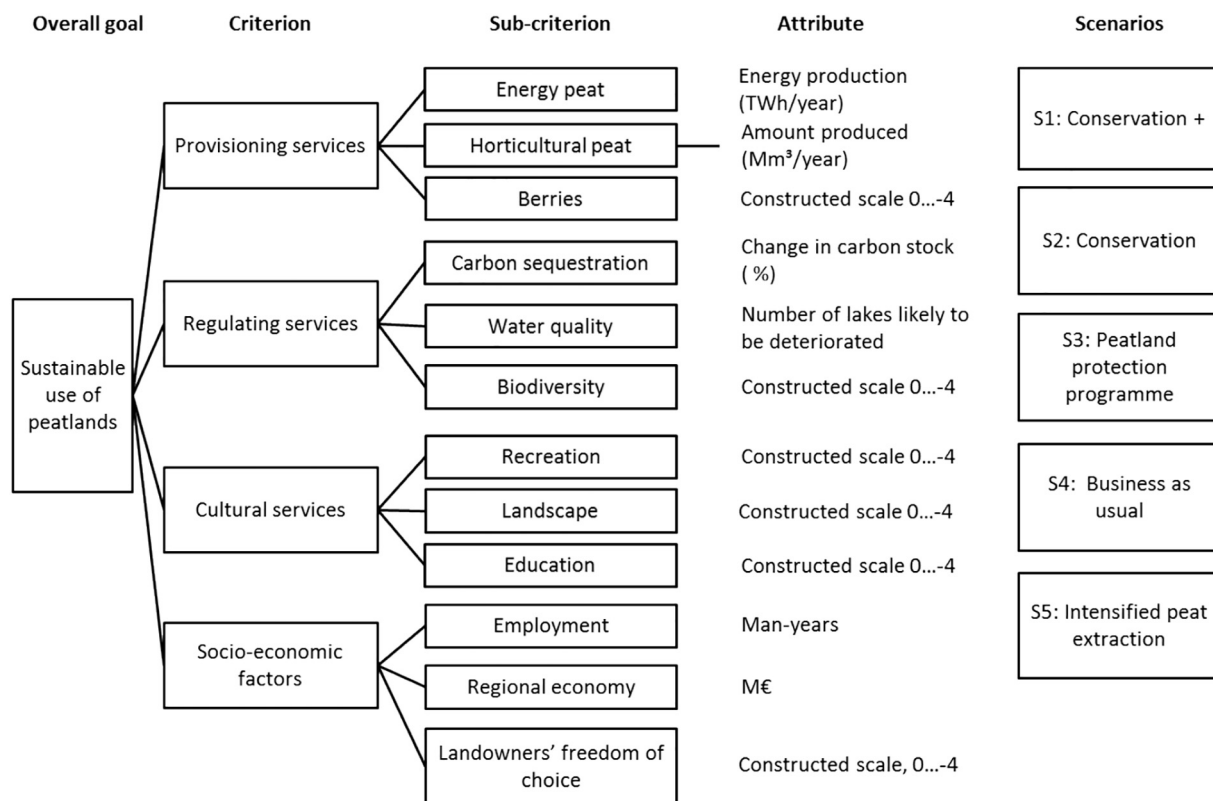 Overall goal
Criterion
Sub-criterion
Attribute
Scenarios
Sustainable
use of
peatlands
Provisioning services
Regulating services
Cultural services
Socio-economic
factors
Energy peat
Horticultural peat
Berries
Carbon sequestration
Water quality
Biodiversity
Recreation
Landscape
Education
Employment
Regional economy
Landowners’ freedom of
choice
Energy production
(TWh/year)
Amount produced
(Mm³/year)
Constructed scale 0...-4
Change in carbon stock
( %)
Number of lakes likely to
be deteriorated
Constructed scale 0...-4
Constructed scale 0...-4
Constructed scale 0...-4
Constructed scale 0...-4
Man-years
M€
Constructed scale, 0...-4
S1: Conservation +
S2: Conservation
S3: Peatland
protection
programme
S4: Business as
usual
S5: Intensified peat
extraction